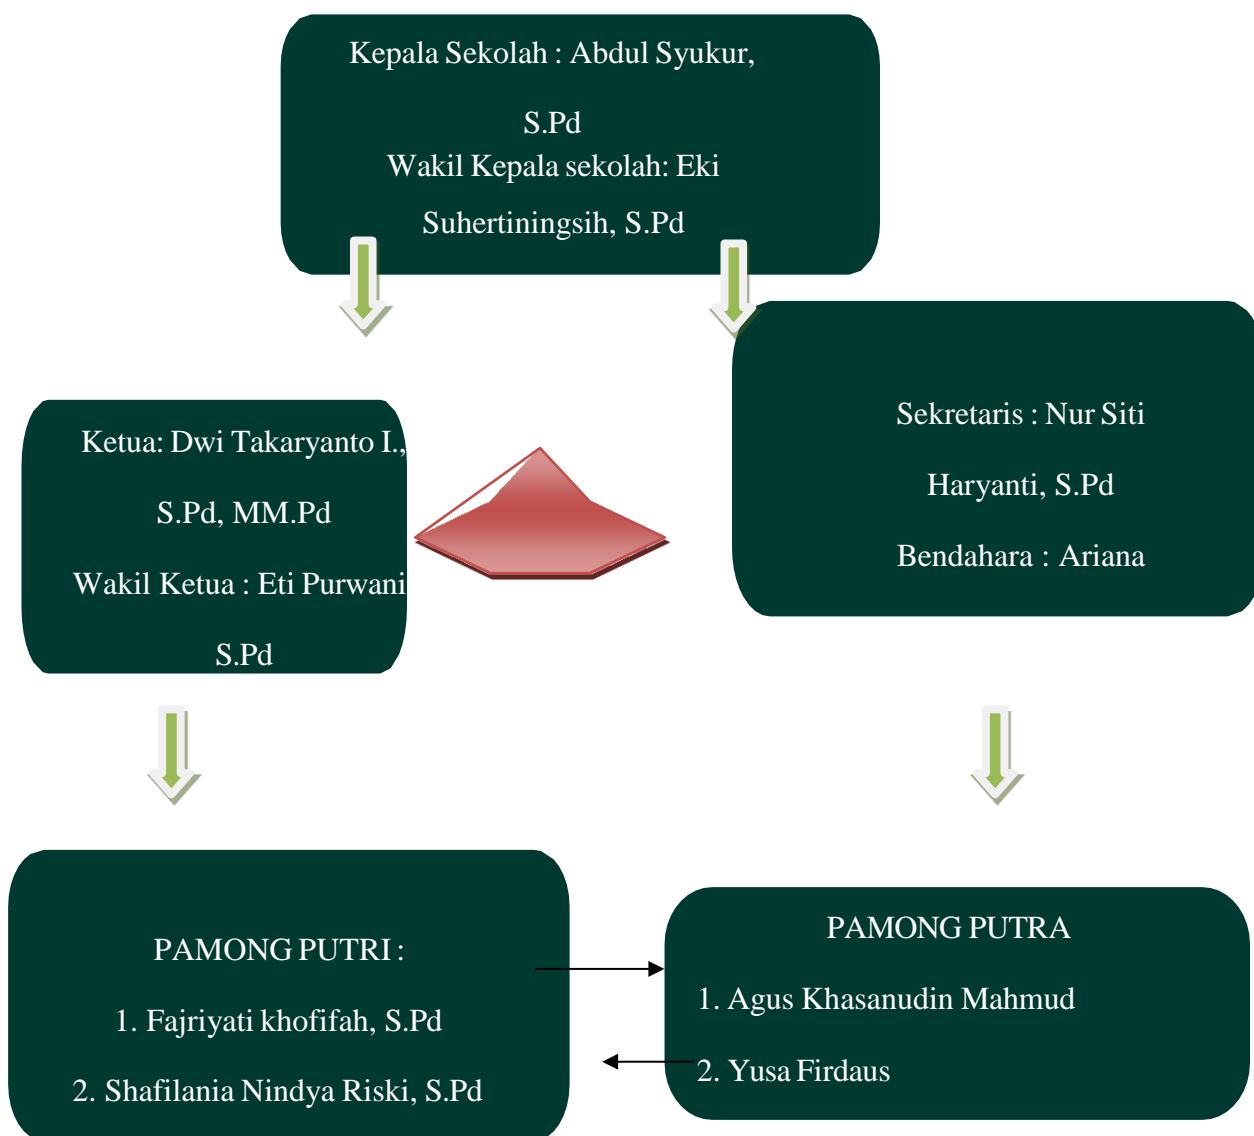 Kepala Sekolah : Abdul Syukur,
S.Pd
Wakil Kepala sekolah: Eki
Suhertiningsih, S.Pd
Ketua: Dwi Takaryanto I.,
S.Pd, MM.Pd
Wakil Ketua : Eti Purwani
S.Pd
Sekretaris : Nur Siti
Haryanti, S.Pd
Bendahara : Ariana
PAMONG PUTRI :
1. Fajriyati khofifah, S.Pd
2. Shafilania Nindya Riski, S.Pd
PAMONG PUTRA
1. Agus Khasanudin Mahmud
2. Yusa Firdaus